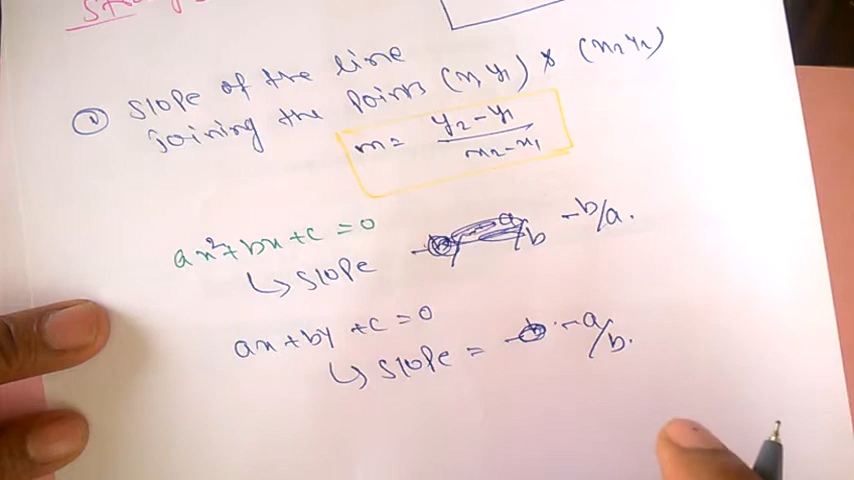 ① Slope of the line
joining the points (x, y₁) & (x₂ y₂)
m = y₂-y₁ / x₂-x₁
ax²+bx+c=0
↳ slope -b/a.
ax+by+c=0
↳ slope = -a/b.